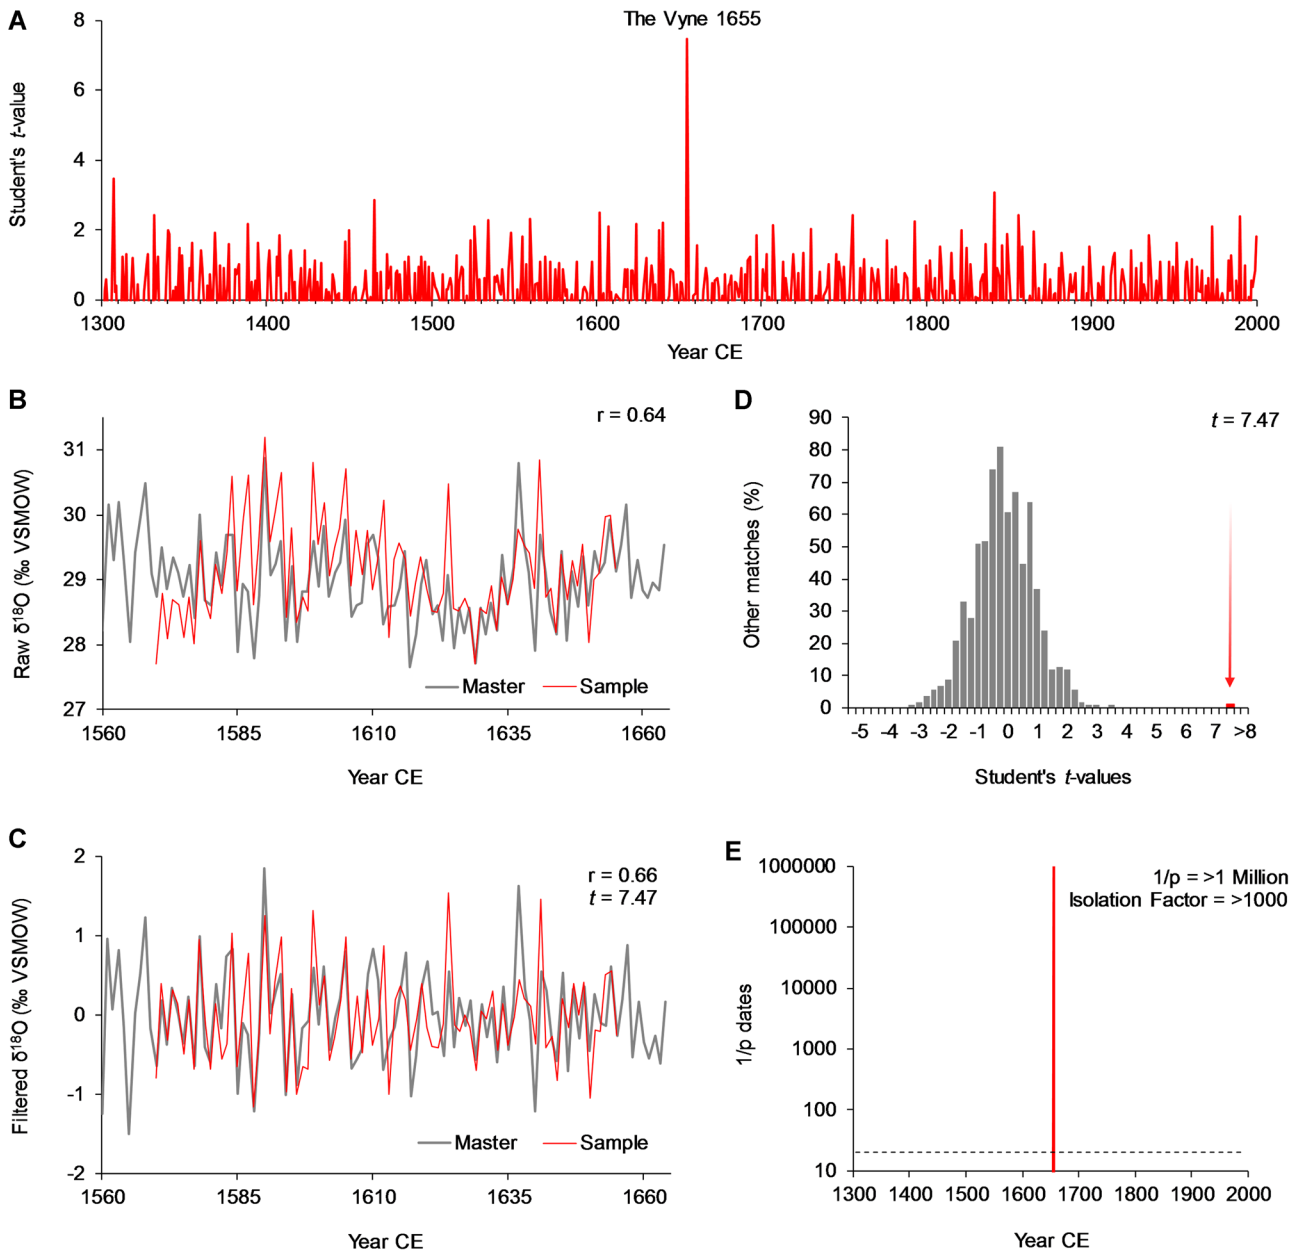 A
The Vyne 1655
Student's t-value
8
6
4
2
0
1300 1400 1500 1600 1700 1800 1900 2000
Year CE
B
r = 0.64
Raw δ¹⁸O (‰ VSMOW)
31
30
29
28
27
Master Sample
1560 1585 1610 1635 1660
Year CE
D
t = 7.47
Other matches (%)
90
80
70
60
50
40
30
20
10
0
-5 -4 -3 -2 -1 0 1 2 3 4 5 6 7 >8
Student's t-values
C
r = 0.66
t = 7.47
Filtered δ¹⁸O (‰ VSMOW)
2
1
0
-1
-2
Master Sample
1560 1585 1610 1635 1660
Year CE
E
1/p = >1 Million
Isolation Factor = >1000
1/p dates
1000000
100000
10000
1000
100
10
1300 1400 1500 1600 1700 1800 1900 2000
Year CE